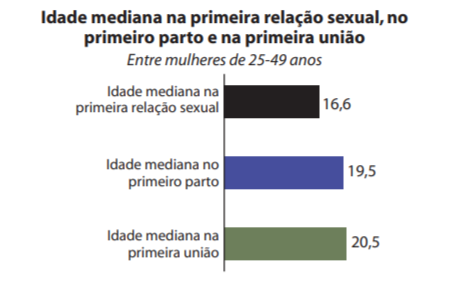 Idade mediana na primeira relação sexual, no
primeiro parto e na primeira união
Entre mulheres de 25-49 anos
Idade mediana na
primeira relação sexual
16,6
Idade mediana no
primeiro parto
19,5
Idade mediana na
primeira união
20,5